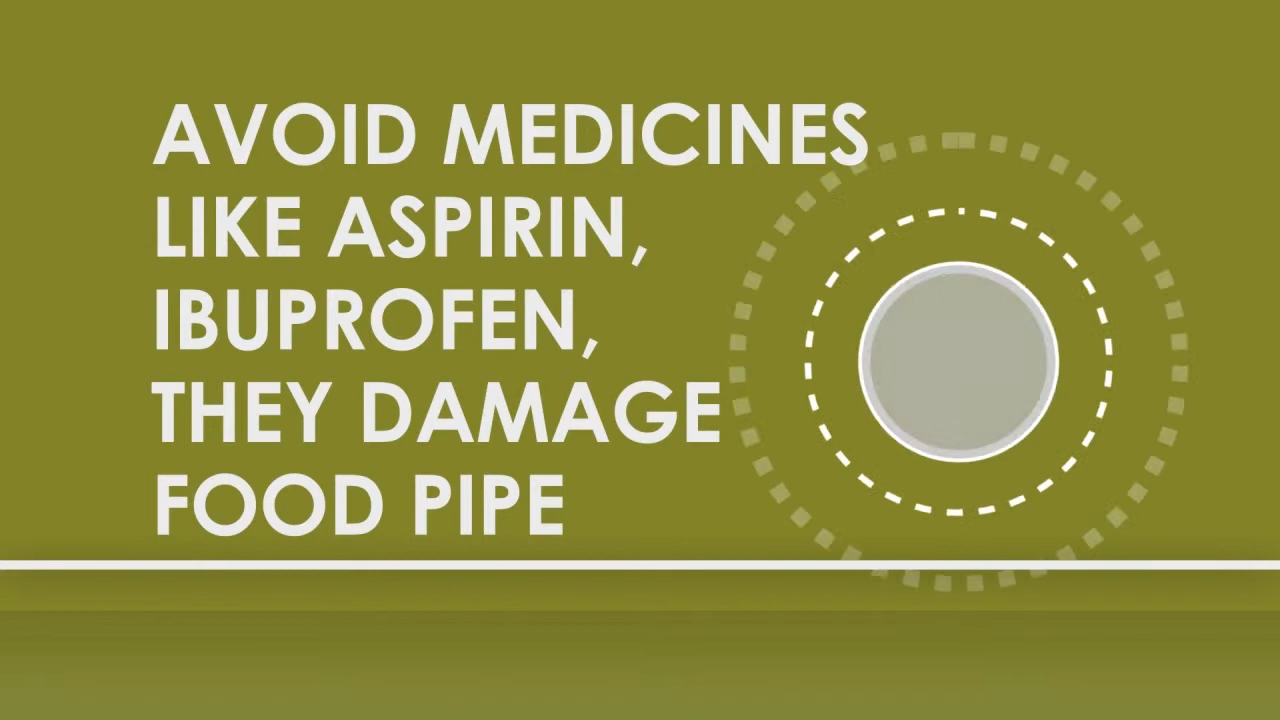 AVOID MEDICINES
LIKE ASPIRIN,
IBUPROFEN,
THEY DAMAGE
FOOD PIPE